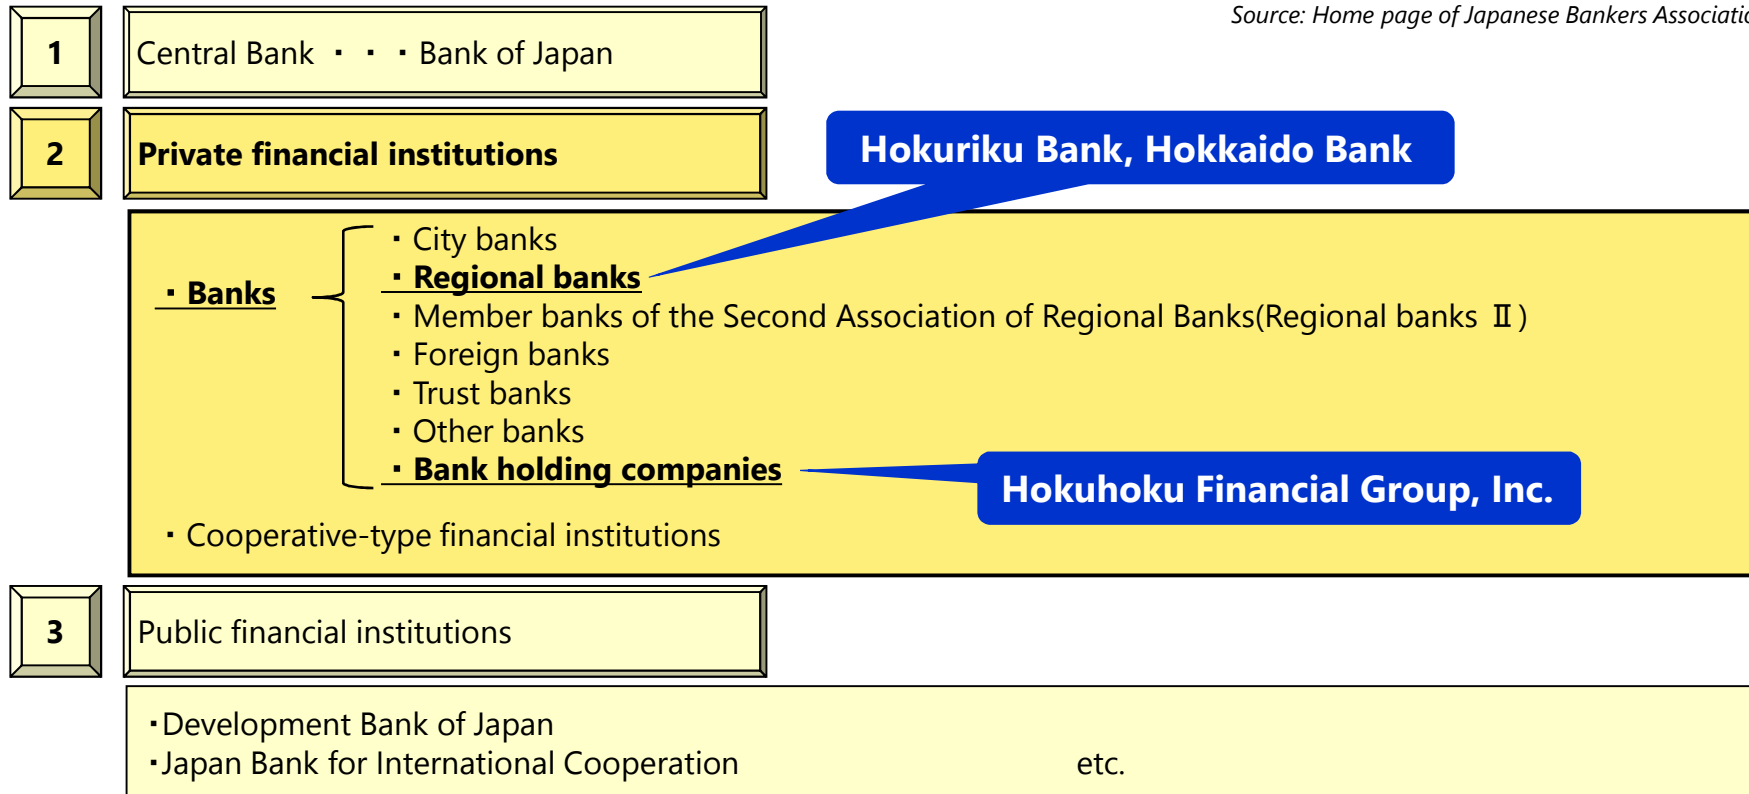 Source: Home page of Japanese Bankers Associatio
1
Central Bank ・ ・ ・ Bank of Japan
2
Private financial institutions
Hokuriku Bank, Hokkaido Bank
・Banks
・City banks
・Regional banks
・Member banks of the Second Association of Regional Banks(Regional banks Ⅱ)
・Foreign banks
・Trust banks
・Other banks
・Bank holding companies
Hokuhoku Financial Group, Inc.
・Cooperative-type financial institutions
3
Public financial institutions
・Development Bank of Japan
・Japan Bank for International Cooperation etc.